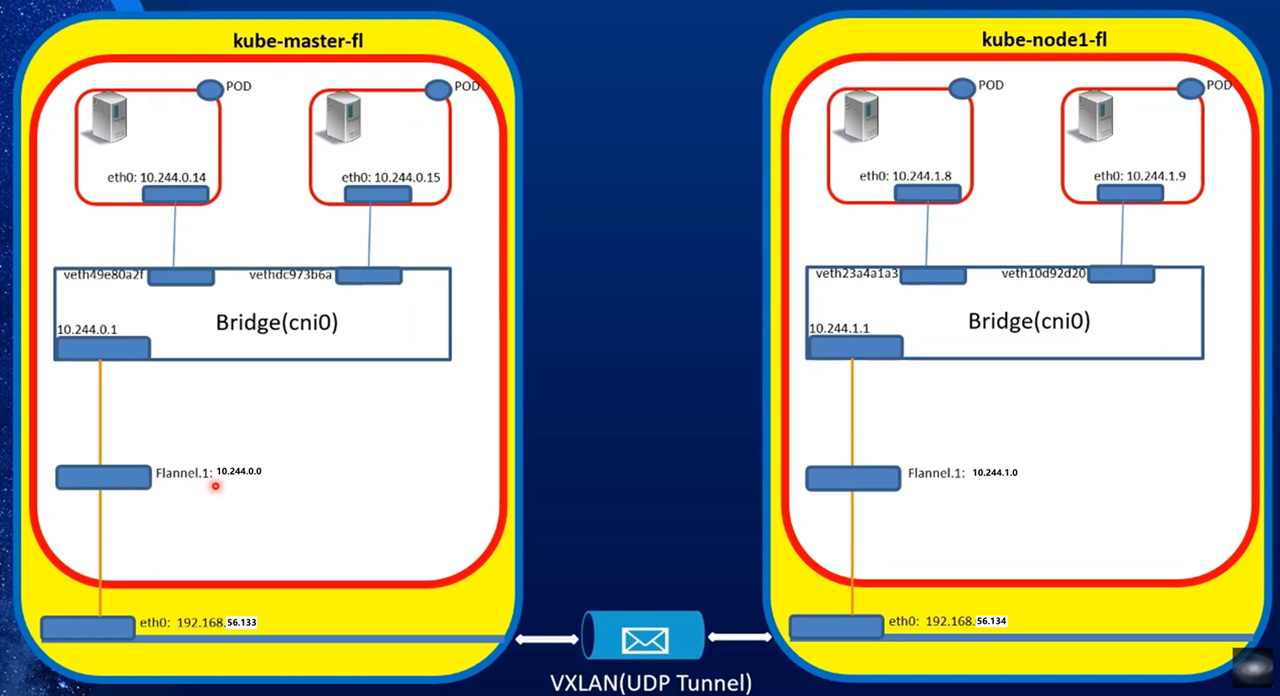 kube-master-fl
POD
POD
eth0: 10.244.0.14
eth0: 10.244.0.15
veth49e80a2f
vethdc973b6a
Bridge(cni0)
10.244.0.1
Flannel.1: 10.244.0.0
eth0: 192.168.56.133
kube-node1-fl
POD
POD
eth0: 10.244.1.8
eth0: 10.244.1.9
veth23a4a1a3
veth10d92d20
Bridge(cni0)
10.244.1.1
Flannel.1: 10.244.1.0
eth0: 192.168.56.134
VXLAN(UDP Tunnel)